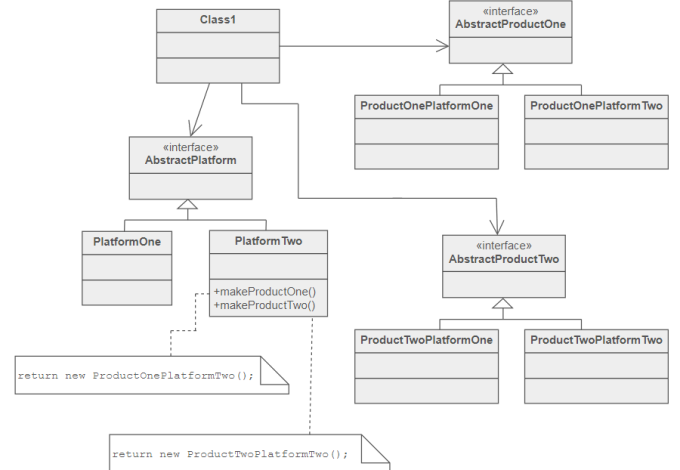 Class1
«interface»
AbstractProductOne
ProductOnePlatformOne
ProductOnePlatformTwo
«interface»
AbstractPlatform
PlatformOne
PlatformTwo
+makeProductOne()
+makeProductTwo()
«interface»
AbstractProductTwo
ProductTwoPlatformOne
ProductTwoPlatformTwo
return new ProductOnePlatformTwo();
return new ProductTwoPlatformTwo();